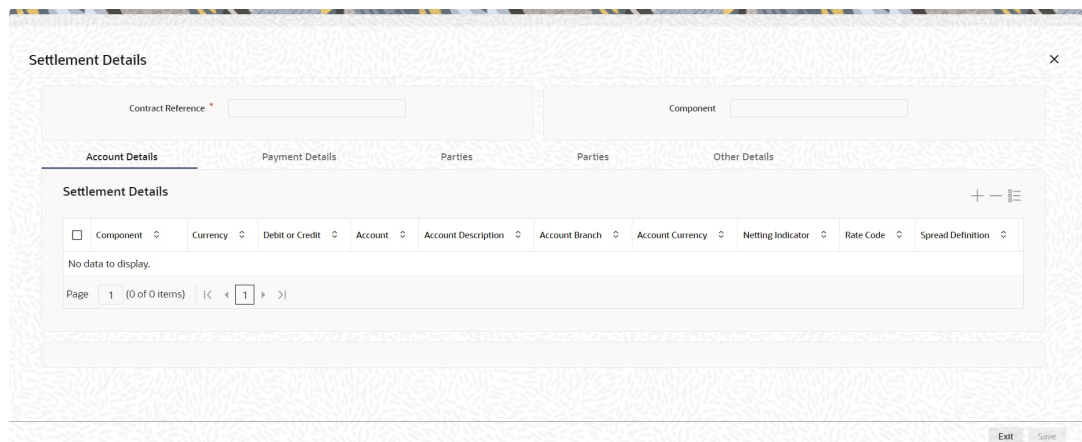 Settlement Details
Contract Reference *
Component
Account Details Payment Details Parties Parties Other Details
Settlement Details
Component Currency Debit or Credit Account Account Description Account Branch Account Currency Netting Indicator Rate Code Spread Definition
No data to display.
Page 1 (0 of 0 items) 1
Exit Save